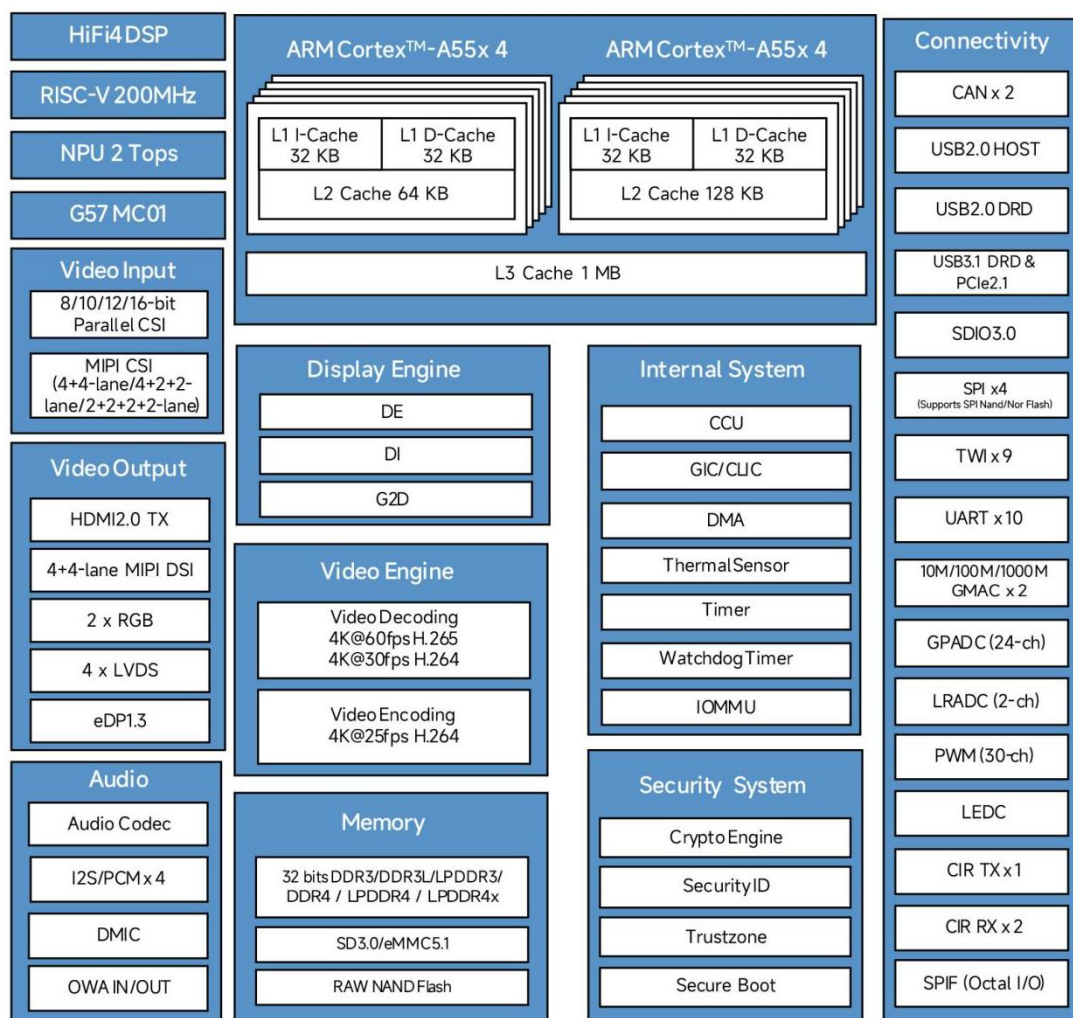 HiFi4 DSP
RISC-V 200MHz
NPU 2 Tops
G57 MC01
Video Input
8/10/12/16-bit
Parallel CSI
MIPI CSI
(4+4-lane/4+2+2-
lane/2+2+2+2-lane)
Video Output
HDMI2.0 TX
4+4-lane MIPI DSI
2 x RGB
4 x LVDS
eDP1.3
Audio
Audio Codec
I2S/PCM x 4
DMIC
OWA IN/OUT
ARM Cortex™-A55x 4
L1 I-Cache
32 KB
L1 D-Cache
32 KB
L2 Cache 64 KB
ARM Cortex™-A55x 4
L1 I-Cache
32 KB
L1 D-Cache
32 KB
L2 Cache 128 KB
L3 Cache 1 MB
Display Engine
DE
DI
G2D
Video Engine
Video Decoding
4K@60fps H.265
4K@30fps H.264
Video Encoding
4K@25fps H.264
Memory
32 bits DDR3/DDR3L/LPDDR3/
DDR4 / LPDDR4 / LPDDR4x
SD3.0/eMMC5.1
RAW NAND Flash
Internal System
CCU
GIC/CLIC
DMA
ThermalSensor
Timer
Watchdog Timer
IOMMU
Security System
Crypto Engine
Security ID
Trustzone
Secure Boot
Connectivity
CAN x 2
USB2.0 HOST
USB2.0 DRD
USB3.1 DRD &
PCIe2.1
SDIO3.0
SPI x4
(Supports SPI Nand/Nor Flash)
TWI x 9
UART x 10
10M/100M/1000M
GMAC x 2
GPADC (24-ch)
LRADC (2-ch)
PWM (30-ch)
LEDC
CIR TX x 1
CIR RX x 2
SPIF (Octal I/O)